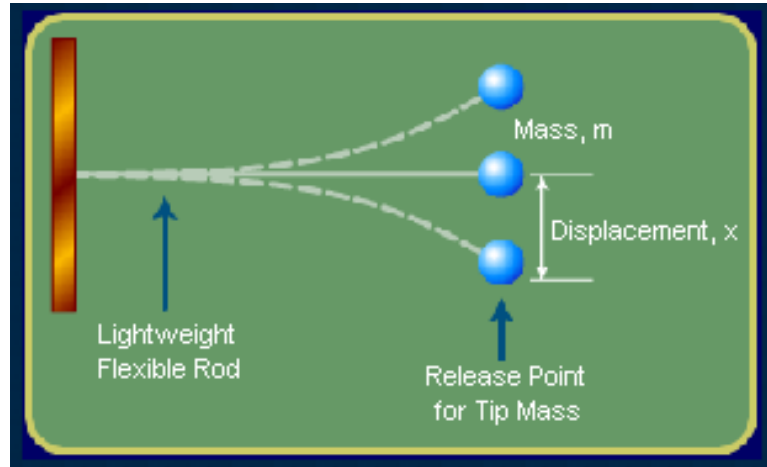 Mass, m
Displacement, x
Lightweight
Flexible Rod
Release Point
for Tip Mass